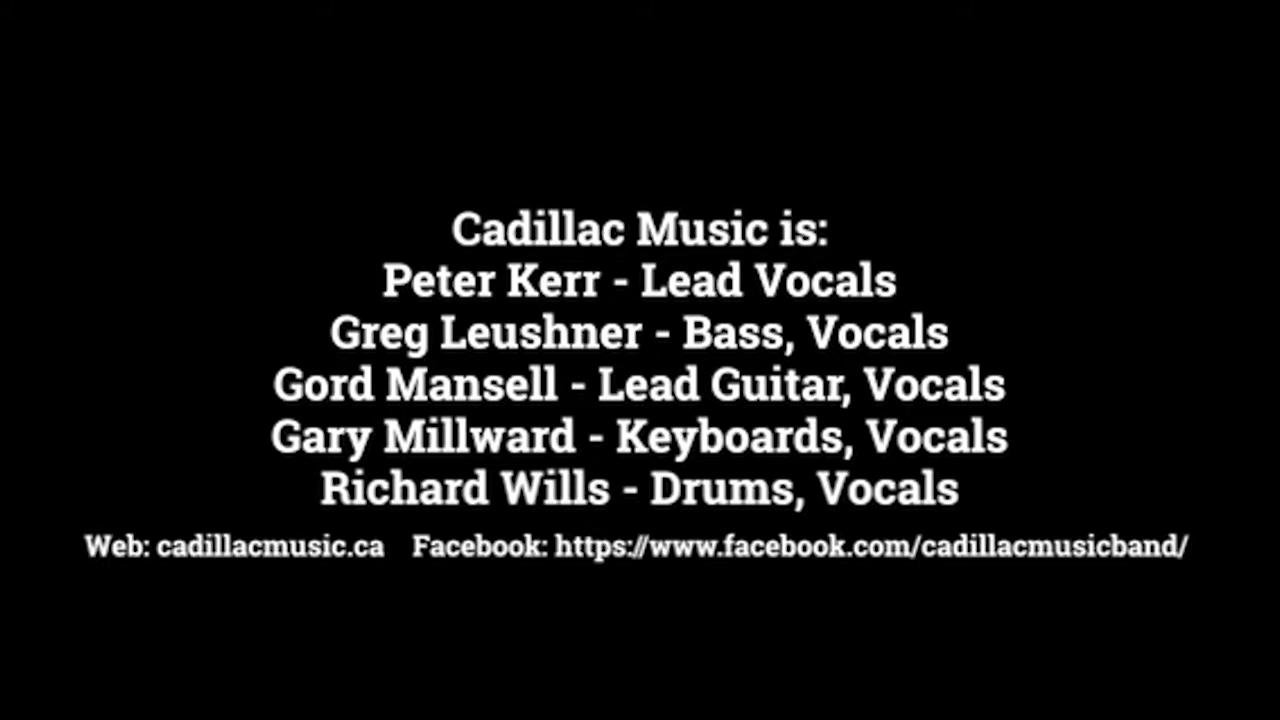 Cadillac Music is:
Peter Kerr - Lead Vocals
Greg Leushner - Bass, Vocals
Gord Mansell - Lead Guitar, Vocals
Gary Millward - Keyboards, Vocals
Richard Wills - Drums, Vocals
Web: cadillacmusic.ca    Facebook: https://www.facebook.com/cadillacmusicband/